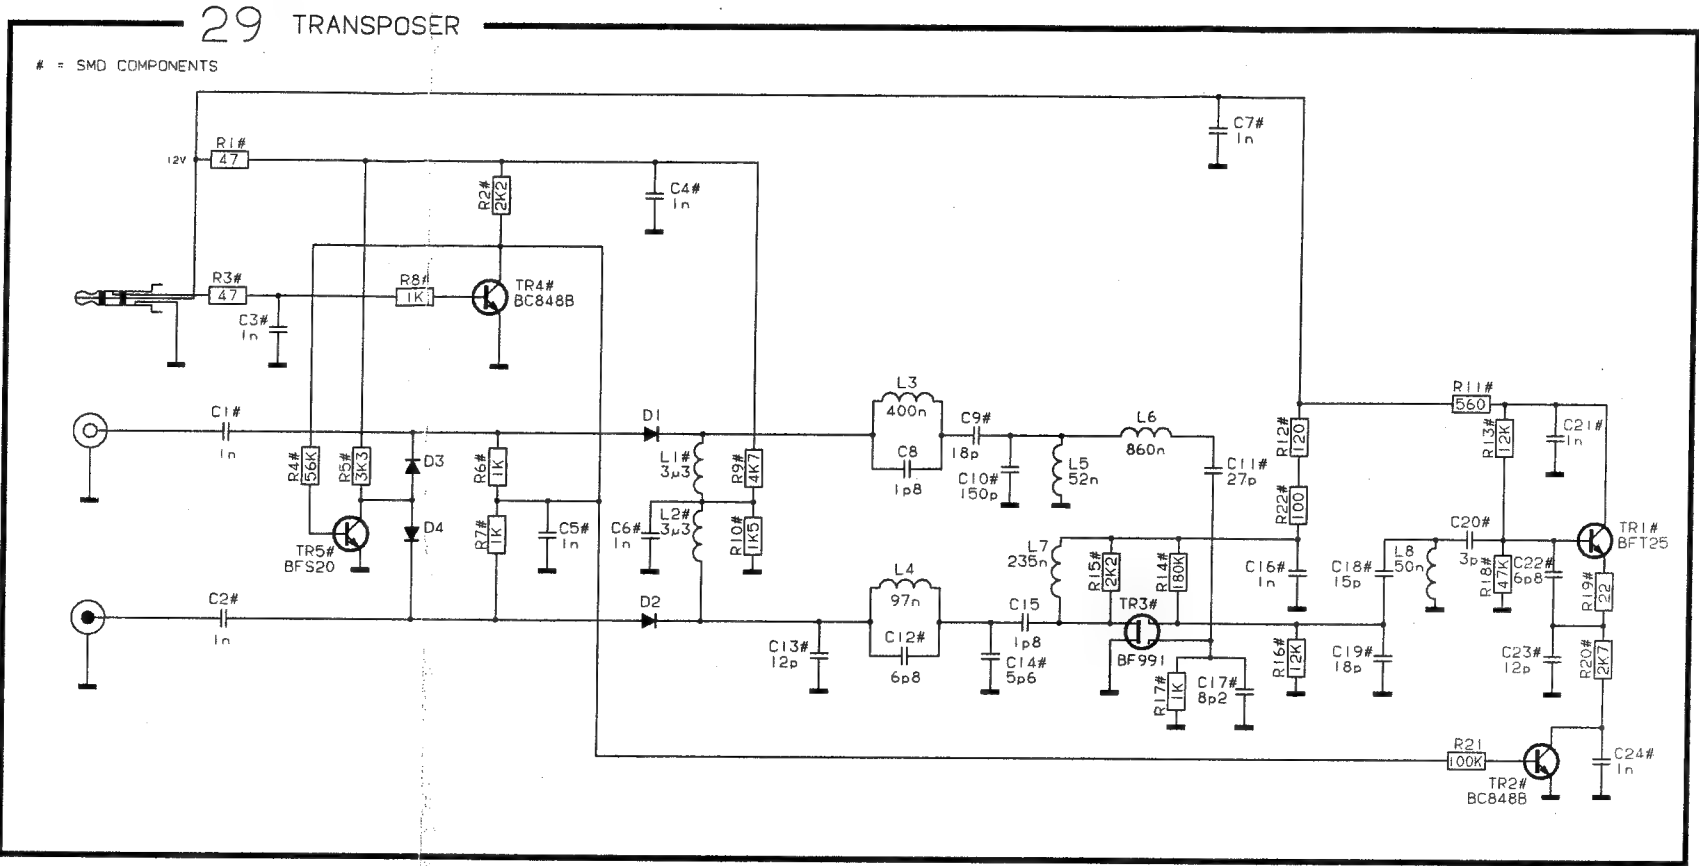 29 TRANSPOSER
# = SMD COMPONENTS
C7#
1n
R1#
12V
47
R2#
2K2
C4#
1n
R3#
47
R8#
1K
TR4#
BC848B
C3#
1n
L3
400n
C8
1p8
C9#
18p
L6
860n
R11#
560
C1#
1n
D1
R12#
120
R13#
12K
C21#
1n
R4#
56K
R5#
3K3
D3
R6#
1K
L1#
3µ3
R9#
4K7
C10#
150p
L5
52n
C11#
27p
R22#
100
TR5#
BFS20
D4
R7#
1K
C5#
1n
C6#
1n
L2#
3µ3
R10#
1K5
L7
235n
R15#
2K2
R14#
180K
C16#
1n
C18#
15p
L8
50n
C20#
3p
R18#
47K
C22#
6p8
TR1#
BFT25
R19#
22
C2#
1n
D2
L4
97n
C12#
6p8
C13#
12p
C14#
5p6
C15
1p8
TR3#
BF991
R17#
1K
C17#
8p2
R16#
12K
C19#
18p
C23#
12p
R20#
2K7
R21
100K
TR2#
BC848B
C24#
1n